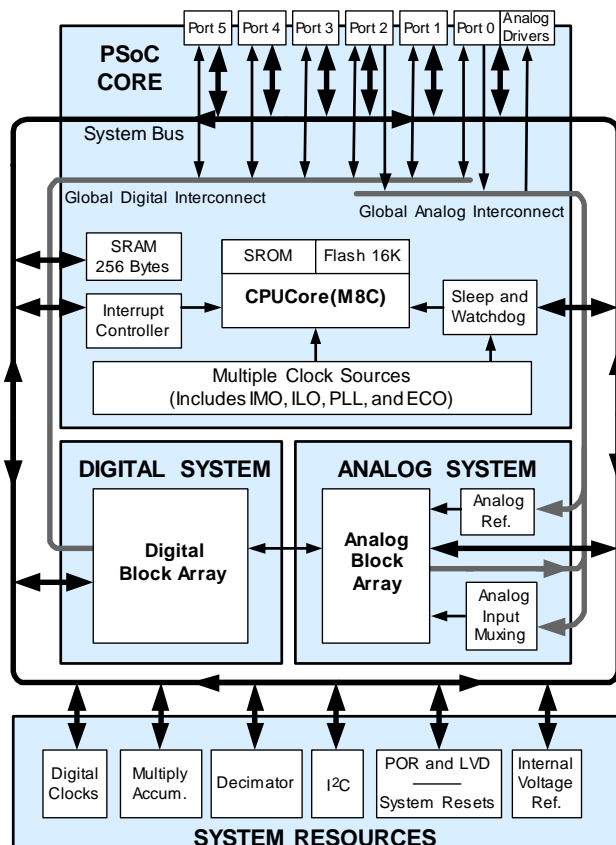 Port 5 Port 4 Port 3 Port 2 Port 1 Port 0 Analog
Drivers
PSoC
CORE
System Bus
Global Digital Interconnect
Global Analog Interconnect
SRAM
256 Bytes
SROM Flash 16K
CPUCore(M8C)
Interrupt
Controller
Sleep and
Watchdog
Multiple Clock Sources
(Includes IMO, ILO, PLL, and ECO)
DIGITAL SYSTEM
ANALOG SYSTEM
Digital
Block Array
Analog
Block
Array
Analog
Ref.
Analog
Input
Muxing
Digital
Clocks
Multiply
Accum.
Decimator
I²C
POR and LVD
System Resets
Internal
Voltage
Ref.
SYSTEM RESOURCES